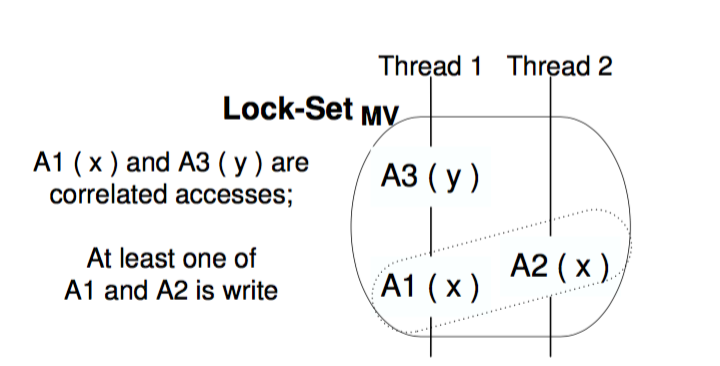 Thread 1 Thread 2
Lock-Set MV
A1 ( x ) and A3 ( y ) are
correlated accesses;
A3 ( y )
At least one of
A1 and A2 is write
A2 ( x )
A1 ( x )